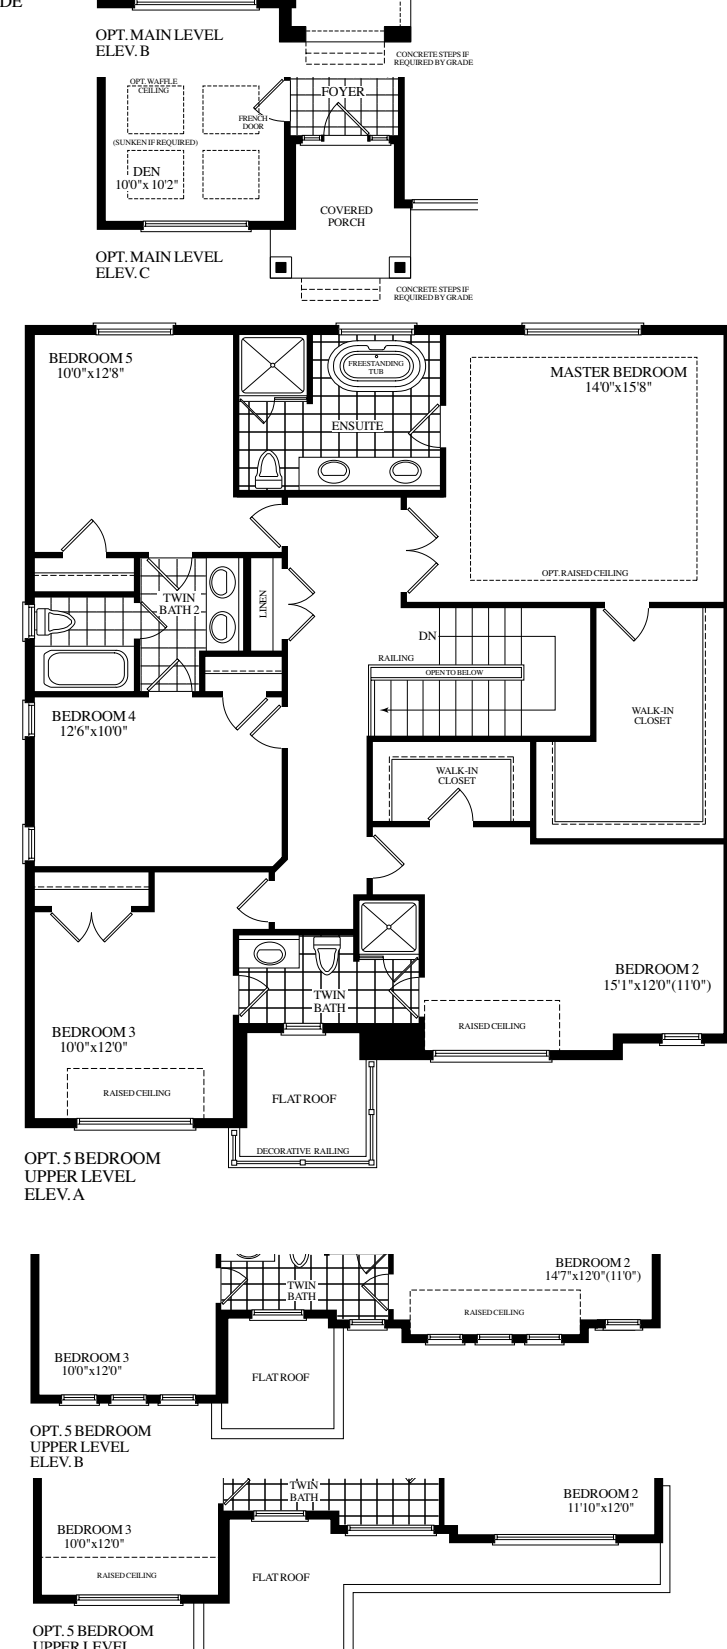 DE
OPT. MAIN LEVEL
ELEV. B
CONCRETE STEPS IF
REQUIRED BY GRADE
OPT. WAFFLE
CEILING
FOYER
FRENCH
DOOR
(SUNKEN IF REQUIRED)
DEN
10'0"x 10'2"
COVERED
PORCH
OPT. MAIN LEVEL
ELEV. C
CONCRETE STEPS IF
REQUIRED BY GRADE
BEDROOM 5
10'0"x12'8"
FREESTANDING
TUB
ENSUITE
MASTER BEDROOM
14'0"x15'8"
OPT. RAISED CEILING
TWIN
BATH 2
LINEN
DN
RAILING
OPEN TO BELOW
WALK-IN
CLOSET
BEDROOM 4
12'6"x10'0"
WALK-IN
CLOSET
BEDROOM 2
15'1"x12'0"(11'0")
TWIN
BATH
RAISED CEILING
BEDROOM 3
10'0"x12'0"
RAISED CEILING
FLAT ROOF
DECORATIVE RAILING
OPT. 5 BEDROOM
UPPER LEVEL
ELEV. A
BEDROOM 2
14'7"x12'0"(11'0")
TWIN
BATH
RAISED CEILING
BEDROOM 3
10'0"x12'0"
FLAT ROOF
OPT. 5 BEDROOM
UPPER LEVEL
ELEV. B
TWIN
BATH
BEDROOM 2
11'10"x12'0"
BEDROOM 3
10'0"x12'0"
RAISED CEILING
FLAT ROOF
OPT. 5 BEDROOM
UPPER LEVEL